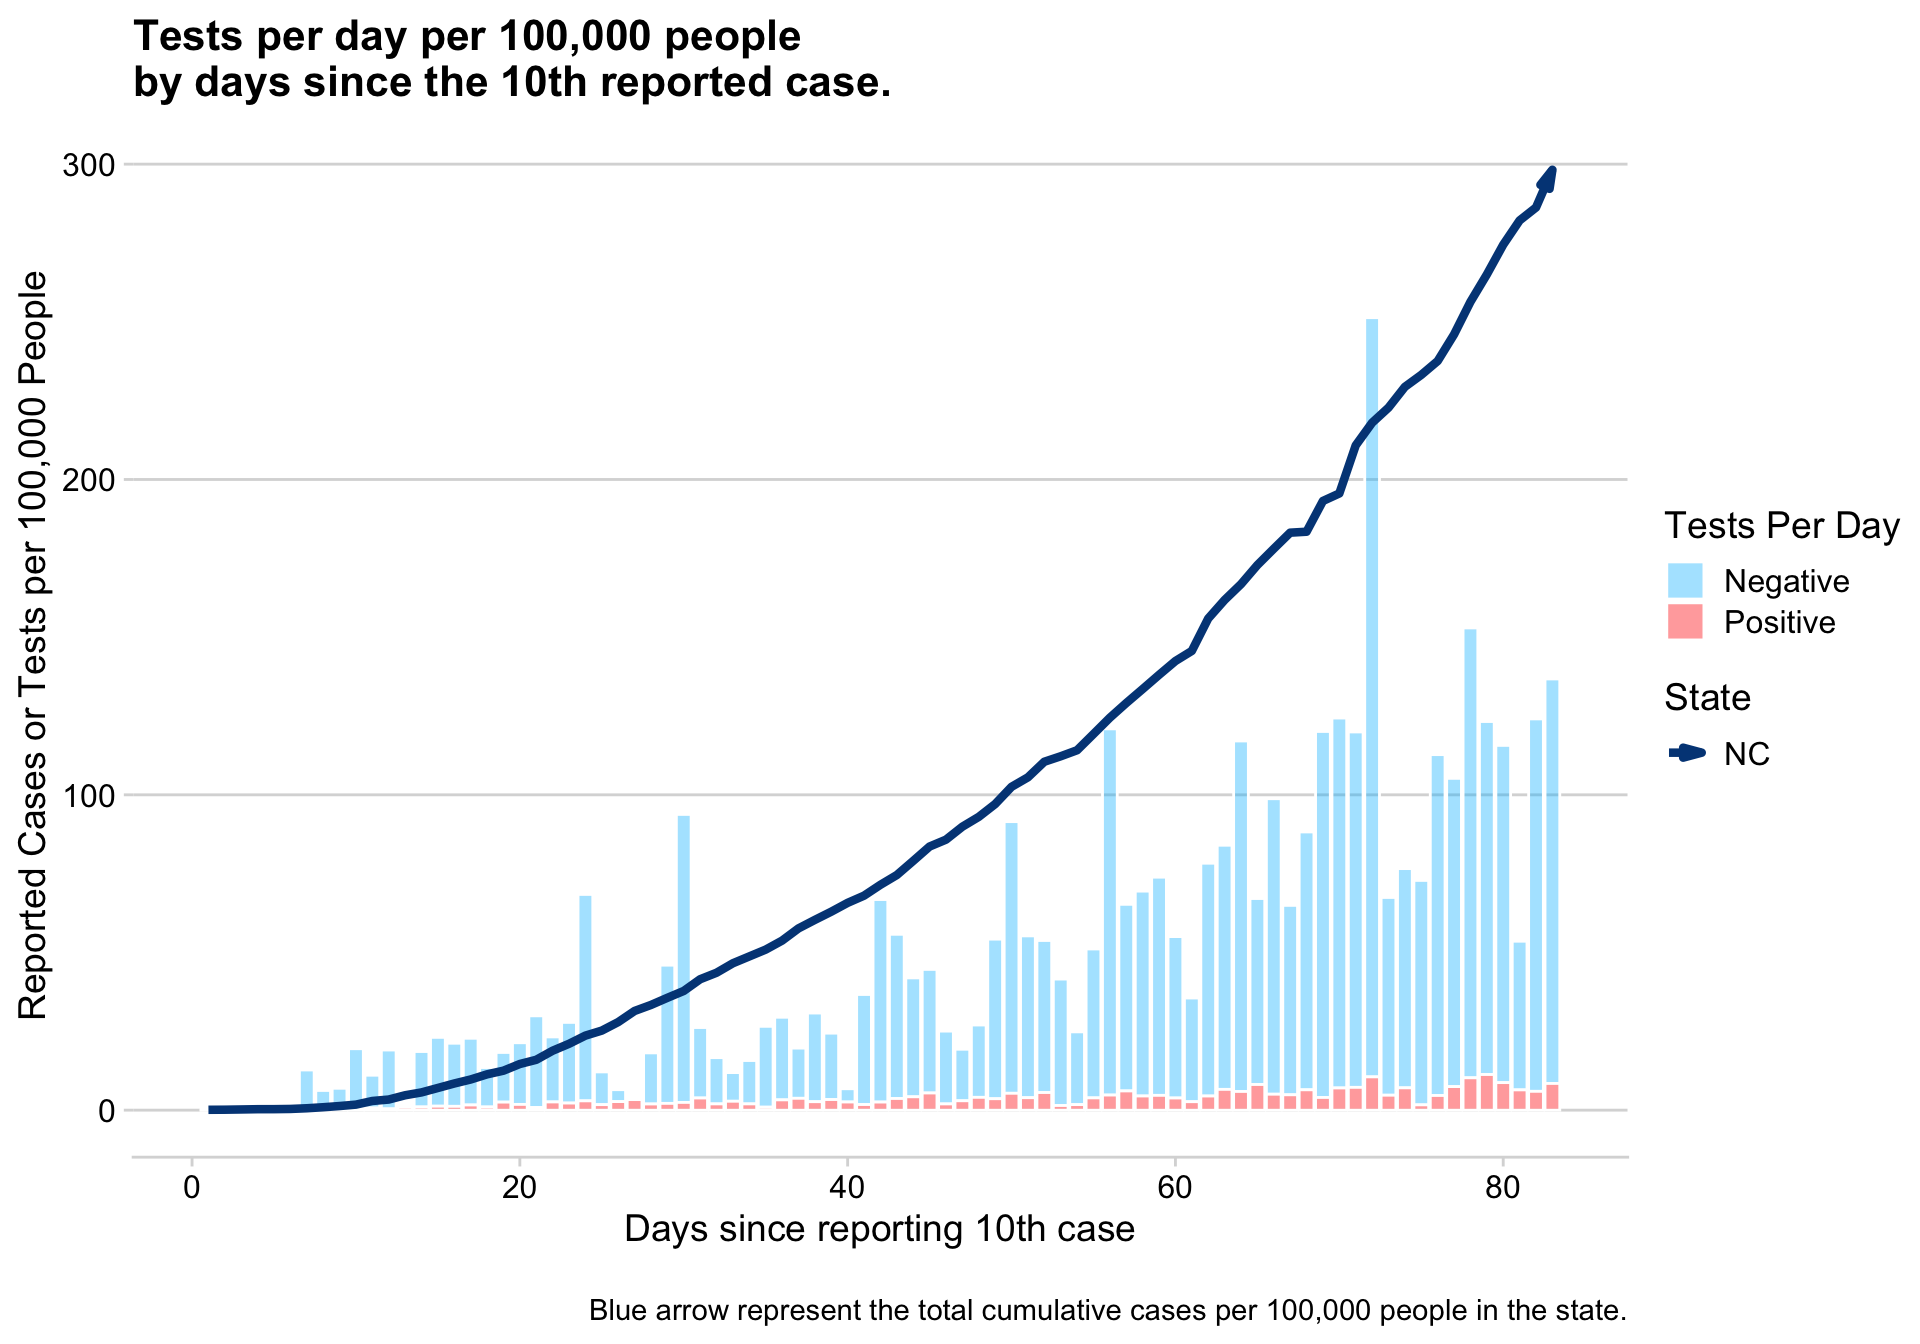 Tests per day per 100,000 people
by days since the 10th reported case.
Reported Cases or Tests per 100,000 People
300
200
100
0
0 20 40 60 80
Days since reporting 10th case
Tests Per Day
Negative
Positive
State
NC
Blue arrow represent the total cumulative cases per 100,000 people in the state.